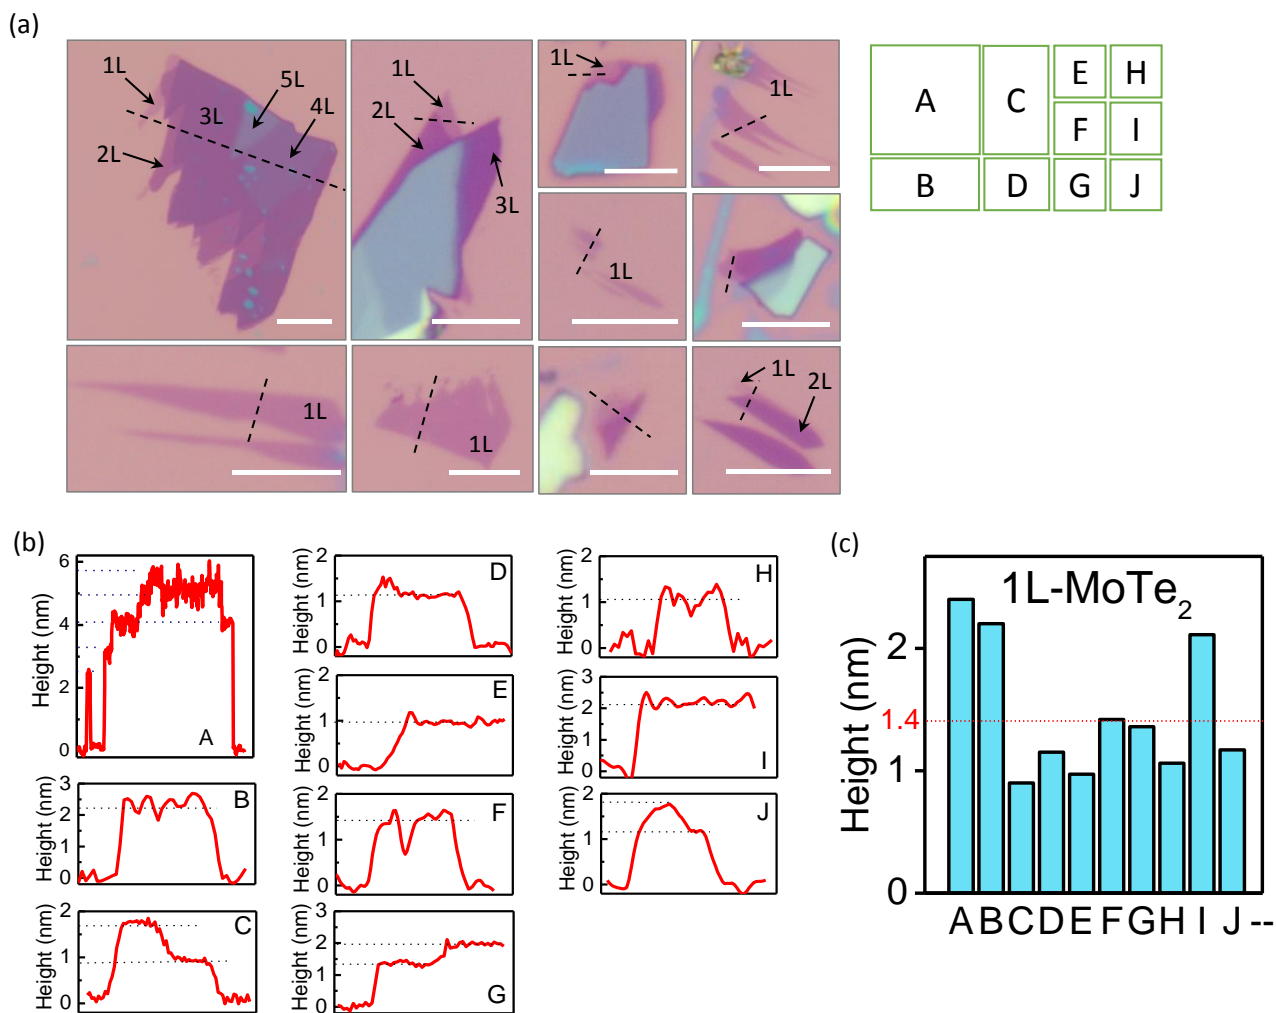 (a)
1L
5L
3L
4L
2L
1L
2L
3L
1L
1L
1L
1L
1L
1L
2L
A
C
E
H
F
I
B
D
G
J
(b)
6
4
2
0
Height (nm)
A
3
2
1
0
Height (nm)
B
2
1
0
Height (nm)
C
2
1
0
Height (nm)
D
2
1
0
Height (nm)
E
2
1
0
Height (nm)
F
3
2
1
0
Height (nm)
G
2
1
0
Height (nm)
H
3
2
1
0
Height (nm)
I
2
1
0
Height (nm)
J
(c)
1L-MoTe2
Height (nm)
2
1.4
1
0
A B C D E F G H I J --